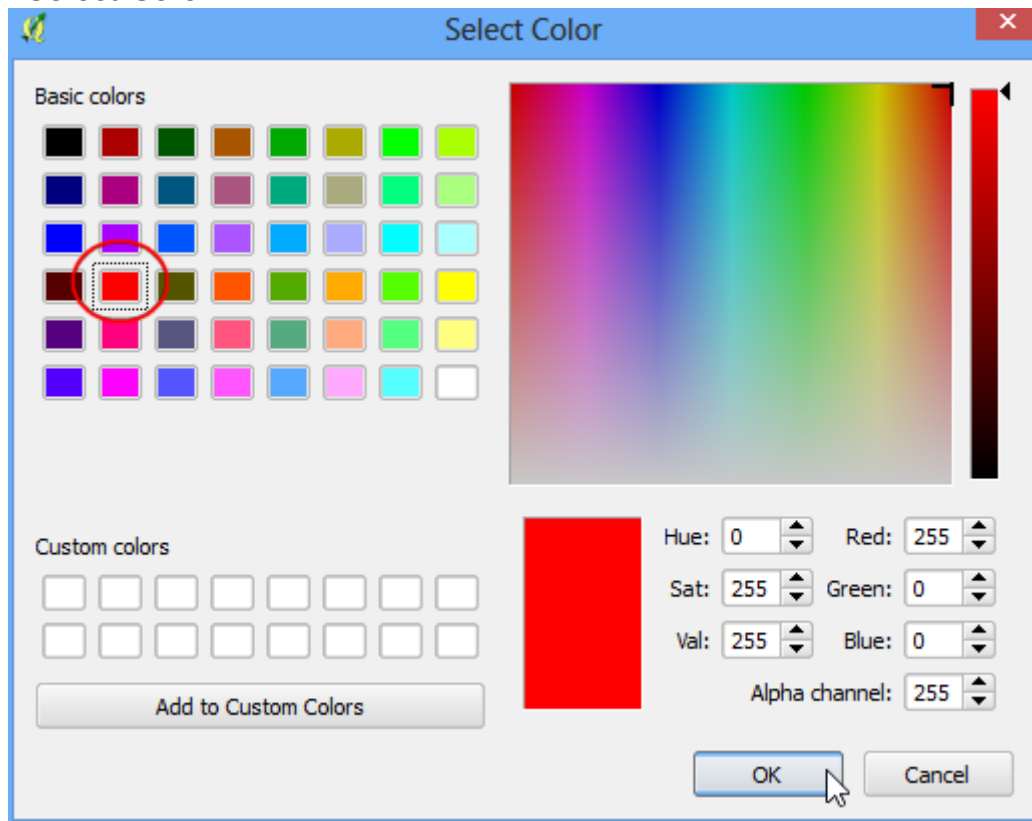 Select Color
Basic colors
Custom colors
Hue: 0 Red: 255
Sat: 255 Green: 0
Val: 255 Blue: 0
Alpha channel: 255
Add to Custom Colors
OK Cancel